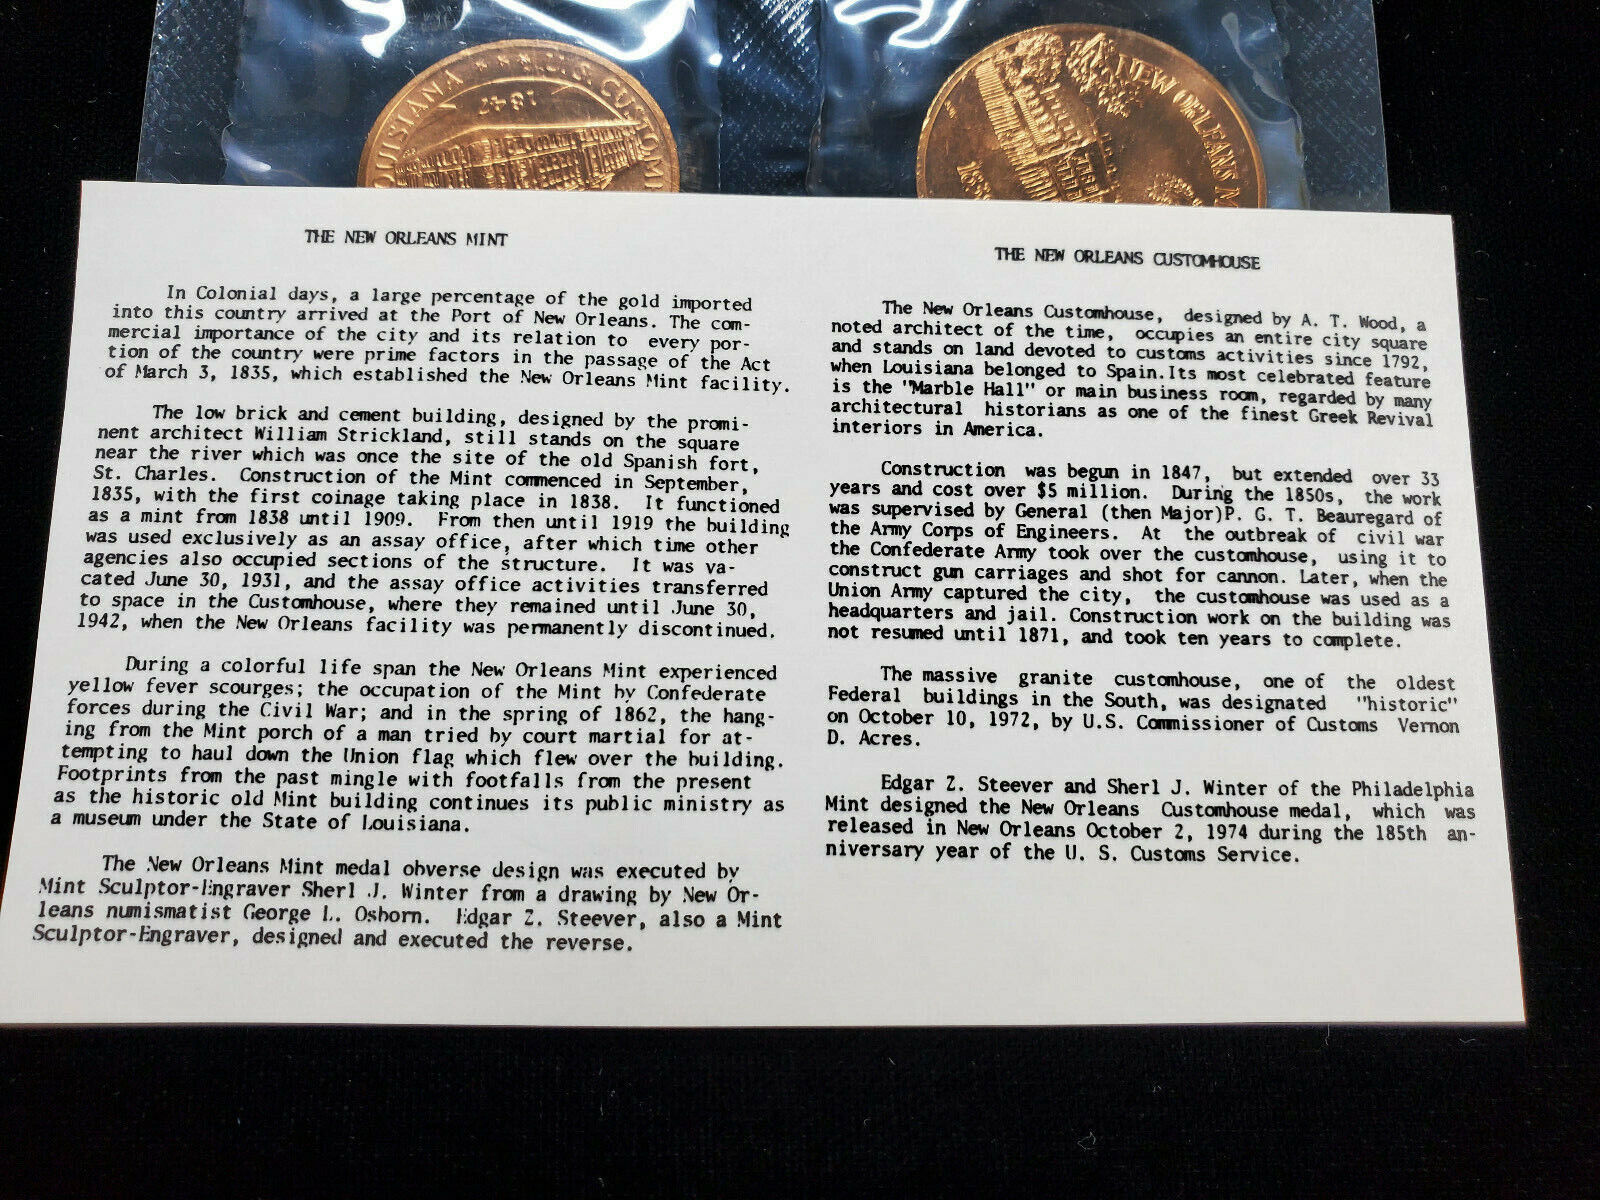 LOUISIANA *** U.S. CUSTOMH
1847
NEW ORLEANS M
183
THE NEW ORLEANS MINT
In Colonial days, a large percentage of the gold imported
into this country arrived at the Port of New Orleans. The com-
mercial importance of the city and its relation to every por-
tion of the country were prime factors in the passage of the Act
of March 3, 1835, which established the New Orleans Mint facility.
The low brick and cement building, designed by the promi-
nent architect William Strickland, still stands on the square
near the river which was once the site of the old Spanish fort,
St. Charles. Construction of the Mint commenced in September,
1835, with the first coinage taking place in 1838. It functioned
as a mint from 1838 until 1909. From then until 1919 the building
was used exclusively as an assay office, after which time other
agencies also occupied sections of the structure. It was va-
cated June 30, 1931, and the assay office activities transferred
to space in the Customhouse, where they remained until June 30,
1942, when the New Orleans facility was permanently discontinued.
During a colorful life span the New Orleans Mint experienced
yellow fever scourges; the occupation of the Mint by Confederate
forces during the Civil War; and in the spring of 1862, the hang-
ing from the Mint porch of a man tried by court martial for at-
tempting to haul down the Union flag which flew over the building.
Footprints from the past mingle with footfalls from the present
as the historic old Mint building continues its public ministry as
a museum under the State of Louisiana.
The New Orleans Mint medal obverse design was executed by
Mint Sculptor-Engraver Sherl J. Winter from a drawing by New Or-
leans numismatist George L. Osborn. Edgar Z. Steever, also a Mint
Sculptor-Engraver, designed and executed the reverse.
THE NEW ORLEANS CUSTOMHOUSE
The New Orleans Customhouse, designed by A. T. Wood, a
noted architect of the time, occupies an entire city square
and stands on land devoted to customs activities since 1792,
when Louisiana belonged to Spain.Its most celebrated feature
is the "Marble Hall" or main business room, regarded by many
architectural historians as one of the finest Greek Revival
interiors in America.
Construction was begun in 1847, but extended over 33
years and cost over $5 million. During the 1850s, the work
was supervised by General (then Major)P. G. T. Beauregard of
the Army Corps of Engineers. At the outbreak of civil war
the Confederate Army took over the customhouse, using it to
construct gun carriages and shot for cannon. Later, when the
Union Army captured the city, the customhouse was used as a
headquarters and jail. Construction work on the building was
not resumed until 1871, and took ten years to complete.
The massive granite customhouse, one of the oldest
Federal buildings in the South, was designated "historic"
on October 10, 1972, by U.S. Commissioner of Customs Vernon
D. Acres.
Edgar Z. Steever and Sherl J. Winter of the Philadelphia
Mint designed the New Orleans Customhouse medal, which was
released in New Orleans October 2, 1974 during the 185th an-
niversary year of the U. S. Customs Service.